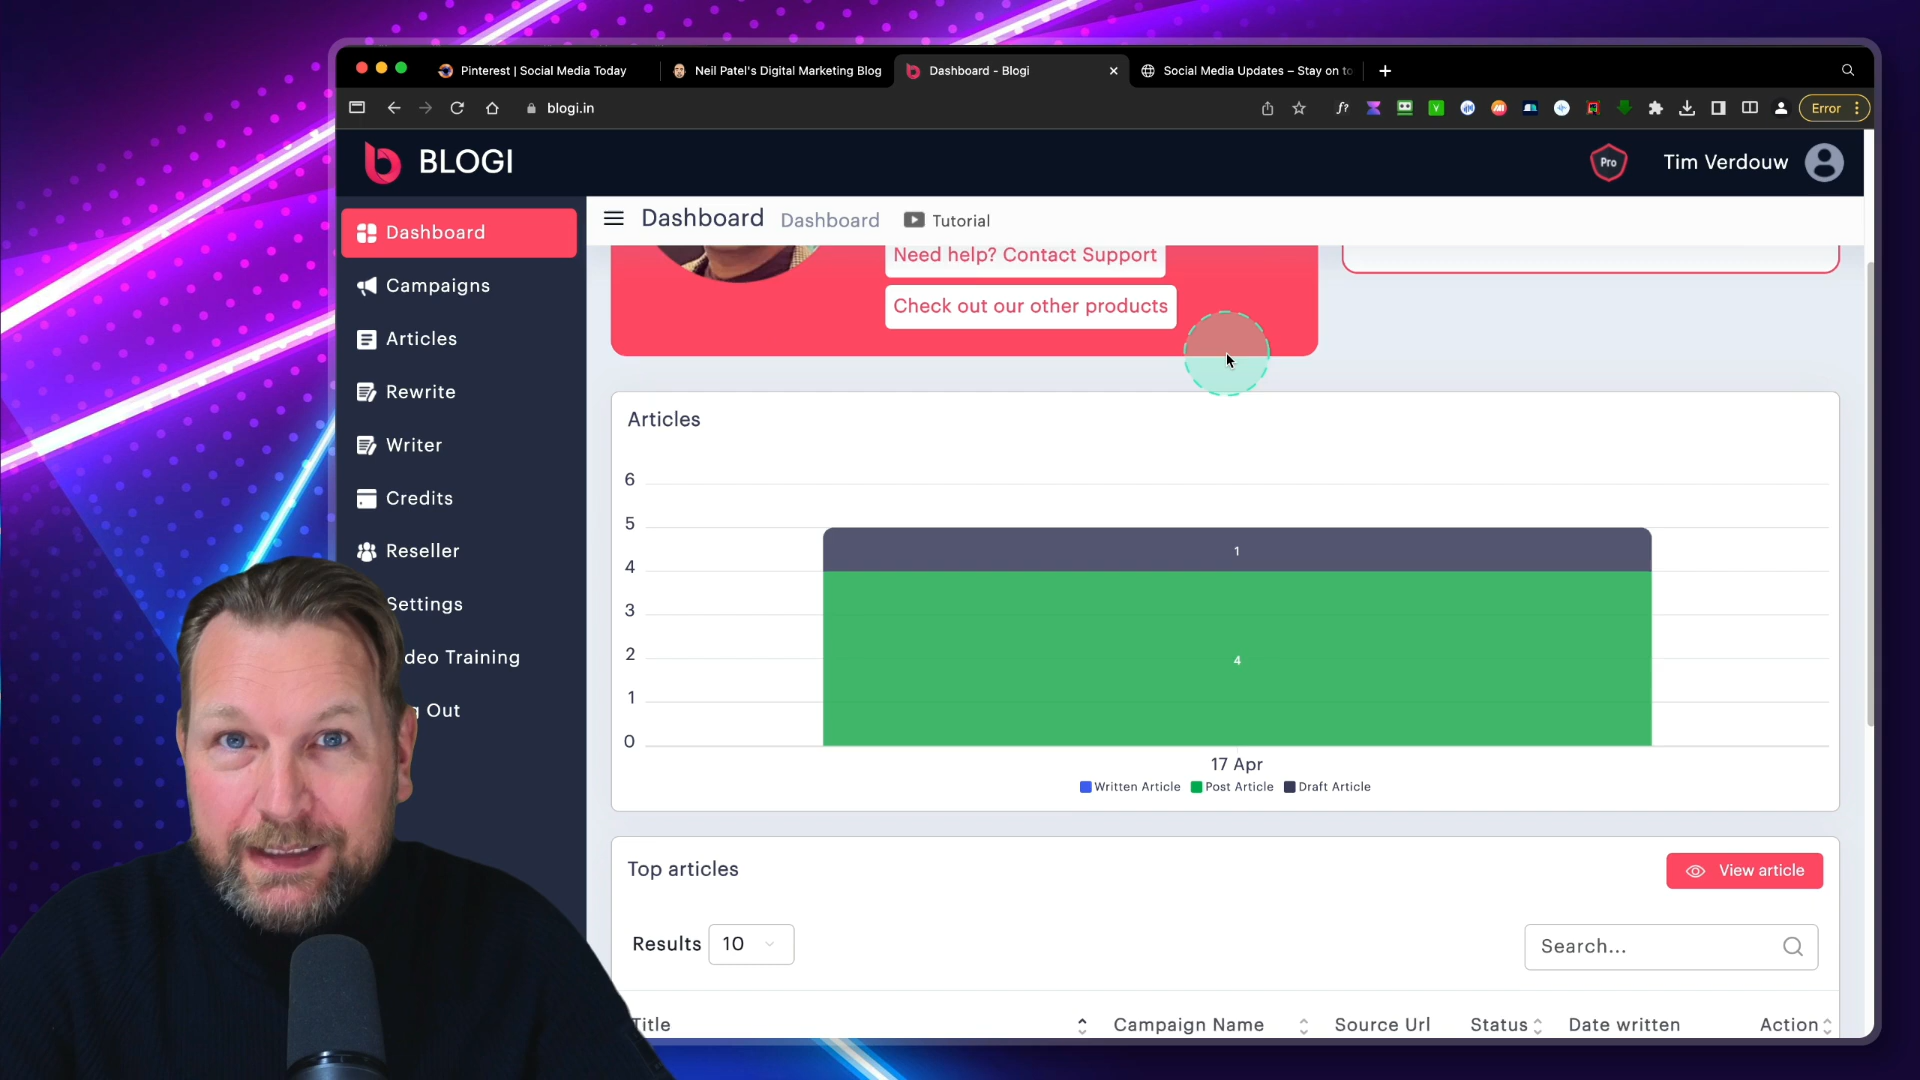 Pinterest | Social Media Today
Neil Patel's Digital Marketing Blog
Dashboard - Blogi
Social Media Updates – Stay on to
blogi.in
f?
Error
BLOGI
Pro
Tim Verdouw
Dashboard
Campaigns
Articles
Rewrite
Writer
Credits
Reseller
Settings
deo Training
g Out
Dashboard
Dashboard
Tutorial
Need help? Contact Support
Check out our other products
Articles
6
5
4
3
2
1
0
1
4
17 Apr
Written Article
Post Article
Draft Article
Top articles
View article
Results
10
Search...
Title
Campaign Name
Source Url
Status
Date written
Action